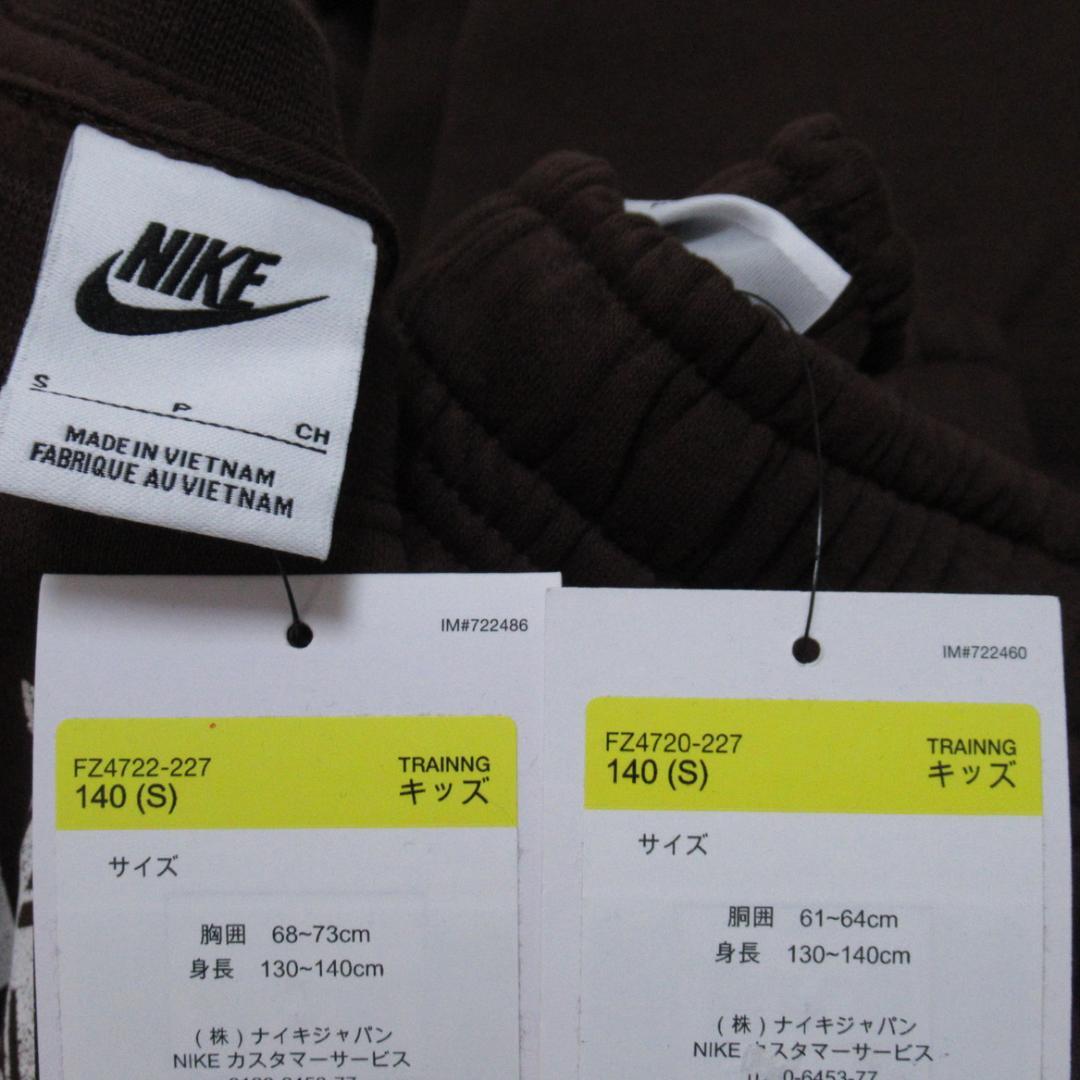 NIKE
S P CH
MADE IN VIETNAM
FABRIQUE AU VIETNAM
IM#722486
FZ4722-227 TRAINNG
140 (S) キッズ
サイズ
胸囲 68~73cm
身長 130~140cm
(株)ナイキジャパン
NIKE カスタマーサービス
IM#722460
FZ4720-227 TRAINNG
140 (S) キッズ
サイズ
胴囲 61~64cm
身長 130~140cm
(株)ナイキジャパン
NIKE スタマーサービス
0-6453-77